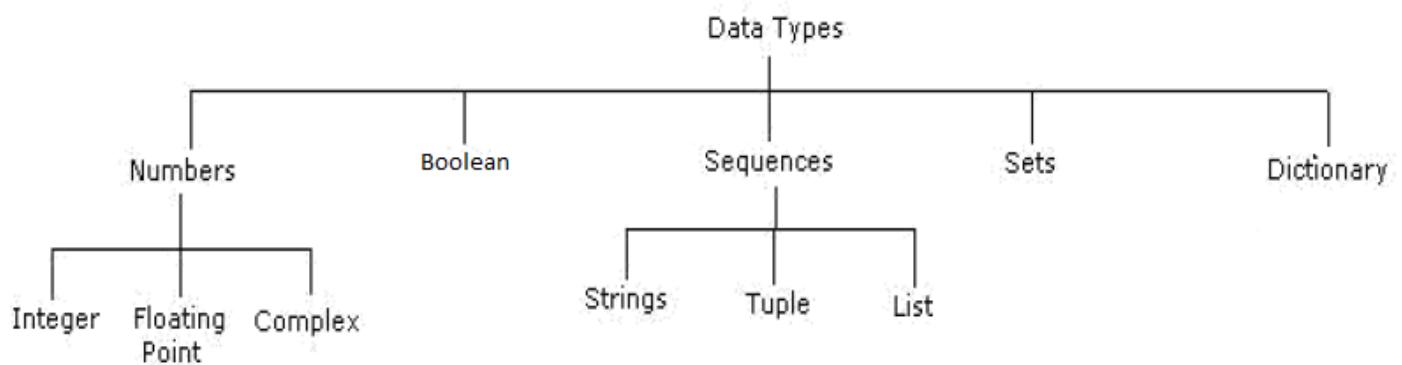 Data Types
Numbers
Boolean
Sequences
Sets
Dictionary
Integer
Floating
Point
Complex
Strings
Tuple
List